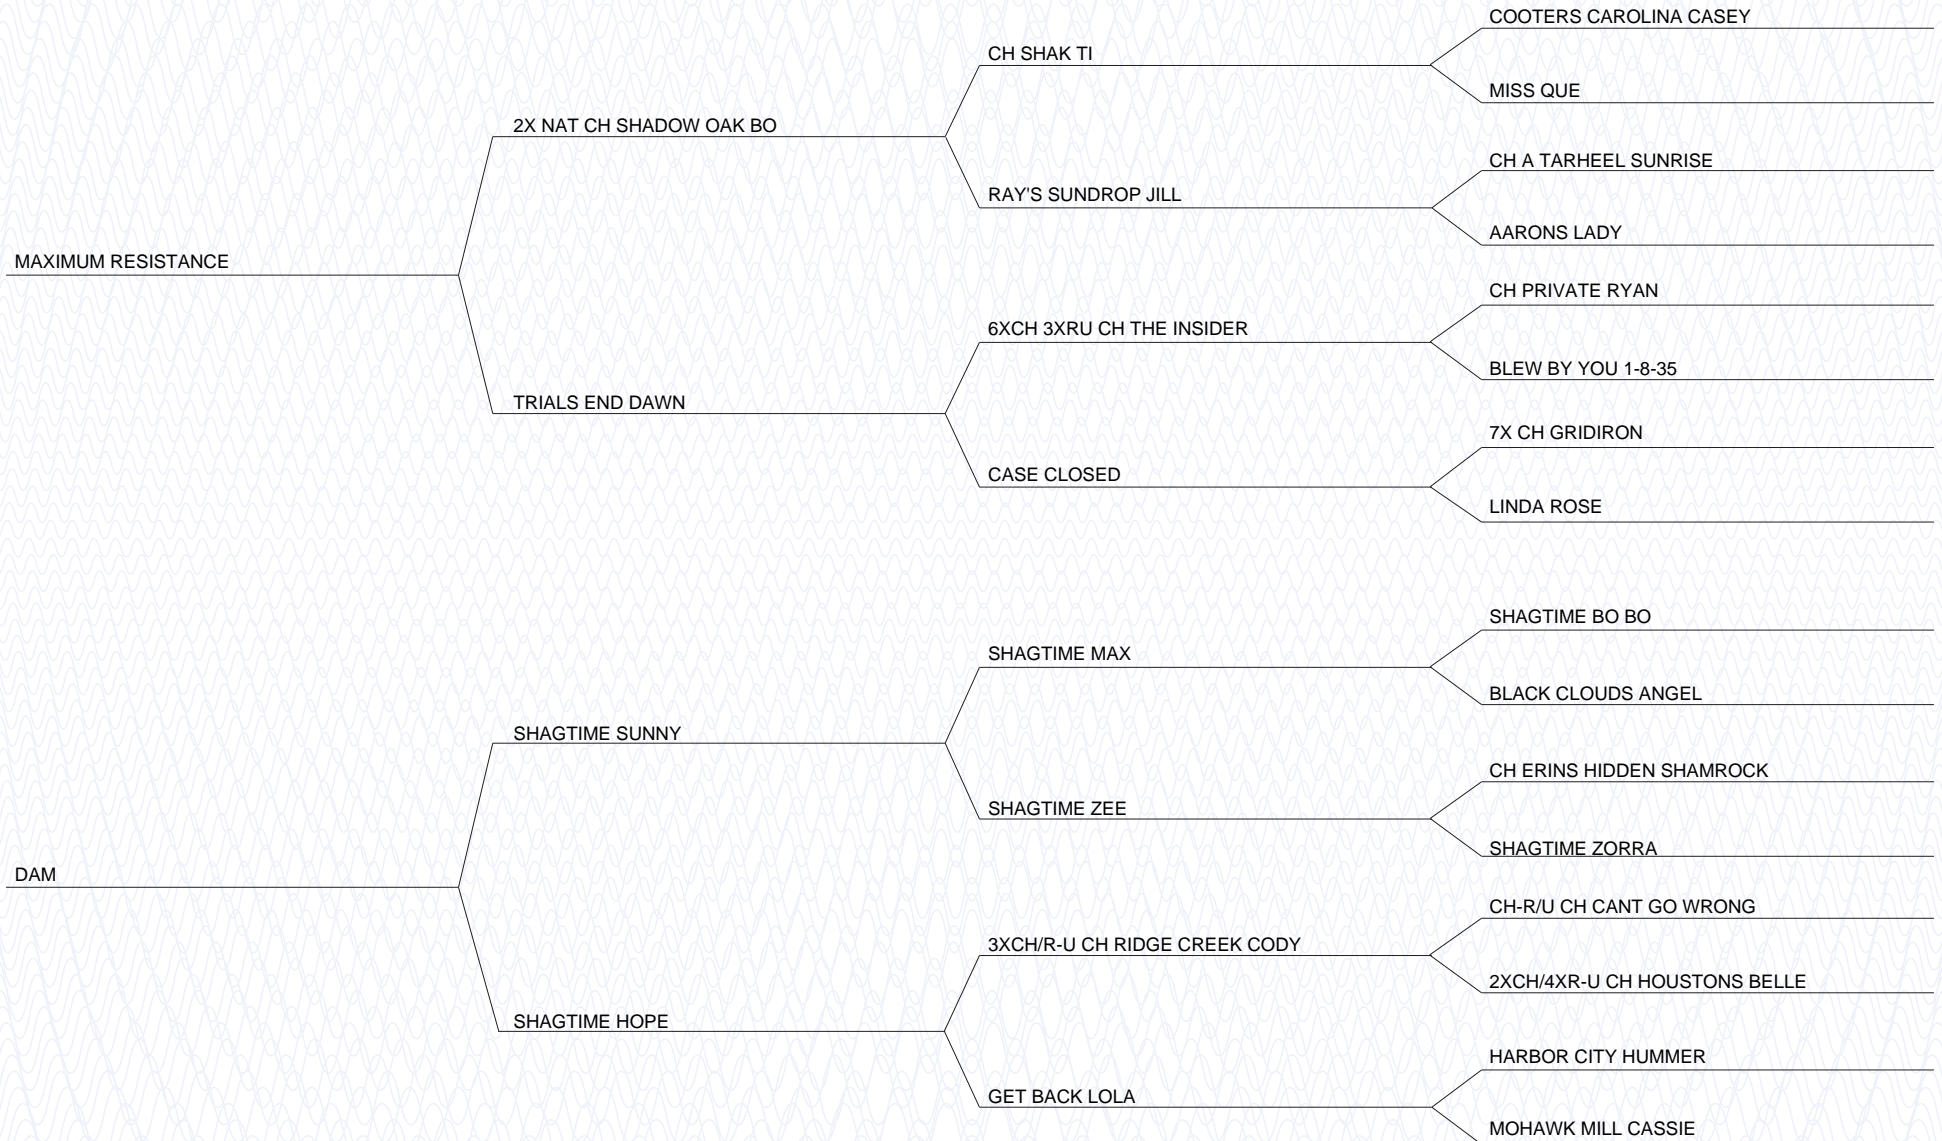 COOTERS CAROLINA CASEY
CH SHAK TI
MISS QUE
2X NAT CH SHADOW OAK BO
CH A TARHEEL SUNRISE
RAY'S SUNDROP JILL
AARONS LADY
MAXIMUM RESISTANCE
CH PRIVATE RYAN
6XCH 3XRU CH THE INSIDER
BLEW BY YOU 1-8-35
TRIALS END DAWN
7X CH GRIDIRON
CASE CLOSED
LINDA ROSE
SHAGTIME BO BO
SHAGTIME MAX
BLACK CLOUDS ANGEL
SHAGTIME SUNNY
CH ERINS HIDDEN SHAMROCK
SHAGTIME ZEE
SHAGTIME ZORRA
DAM
CH-R/U CH CANT GO WRONG
3XCH/R-U CH RIDGE CREEK CODY
2XCH/4XR-U CH HOUSTONS BELLE
SHAGTIME HOPE
HARBOR CITY HUMMER
GET BACK LOLA
MOHAWK MILL CASSIE